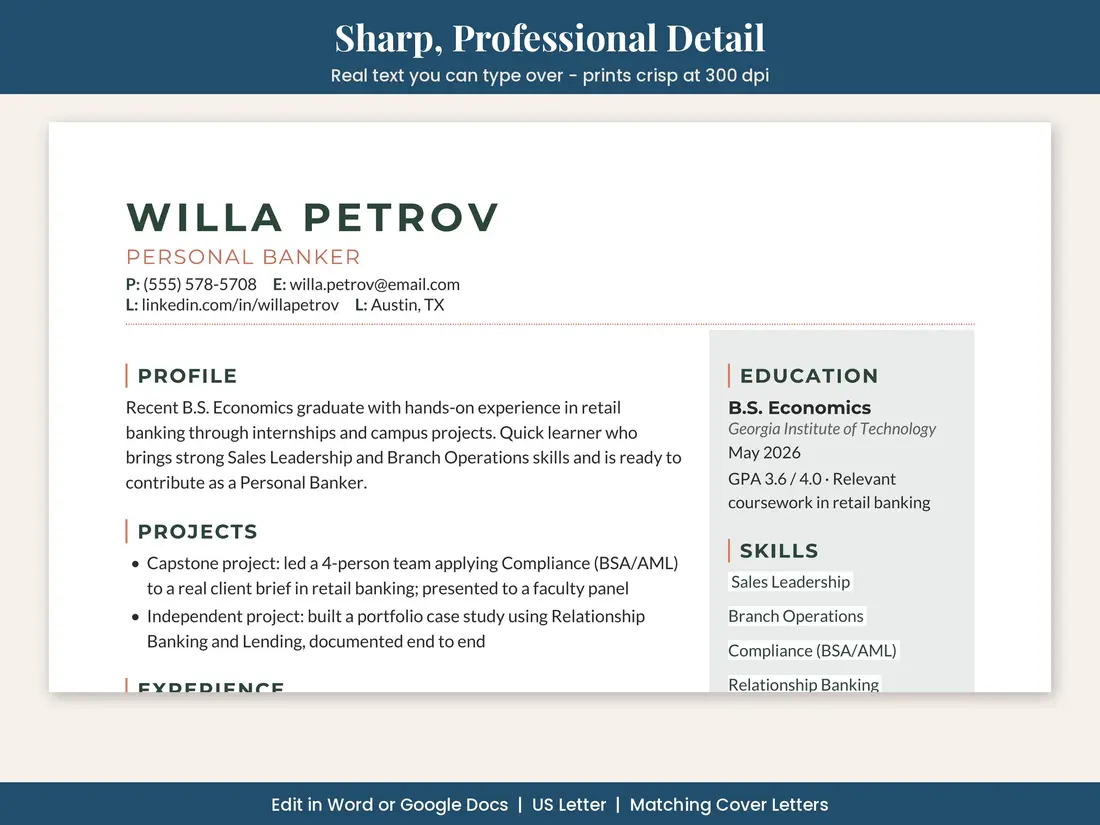 Sharp, Professional Detail
Real text you can type over - prints crisp at 300 dpi
WILLA PETROV
PERSONAL BANKER
P: (555) 578-5708 E: willa.petrov@email.com
L: linkedin.com/in/willapetrov L: Austin, TX
PROFILE
Recent B.S. Economics graduate with hands-on experience in retail
banking through internships and campus projects. Quick learner who
brings strong Sales Leadership and Branch Operations skills and is ready to
contribute as a Personal Banker.
PROJECTS
• Capstone project: led a 4-person team applying Compliance (BSA/AML)
to a real client brief in retail banking; presented to a faculty panel
• Independent project: built a portfolio case study using Relationship
Banking and Lending, documented end to end
EXPERIENCE
EDUCATION
B.S. Economics
Georgia Institute of Technology
May 2026
GPA 3.6 / 4.0 · Relevant
coursework in retail banking
SKILLS
Sales Leadership
Branch Operations
Compliance (BSA/AML)
Relationship Banking
Edit in Word or Google Docs | US Letter | Matching Cover Letters